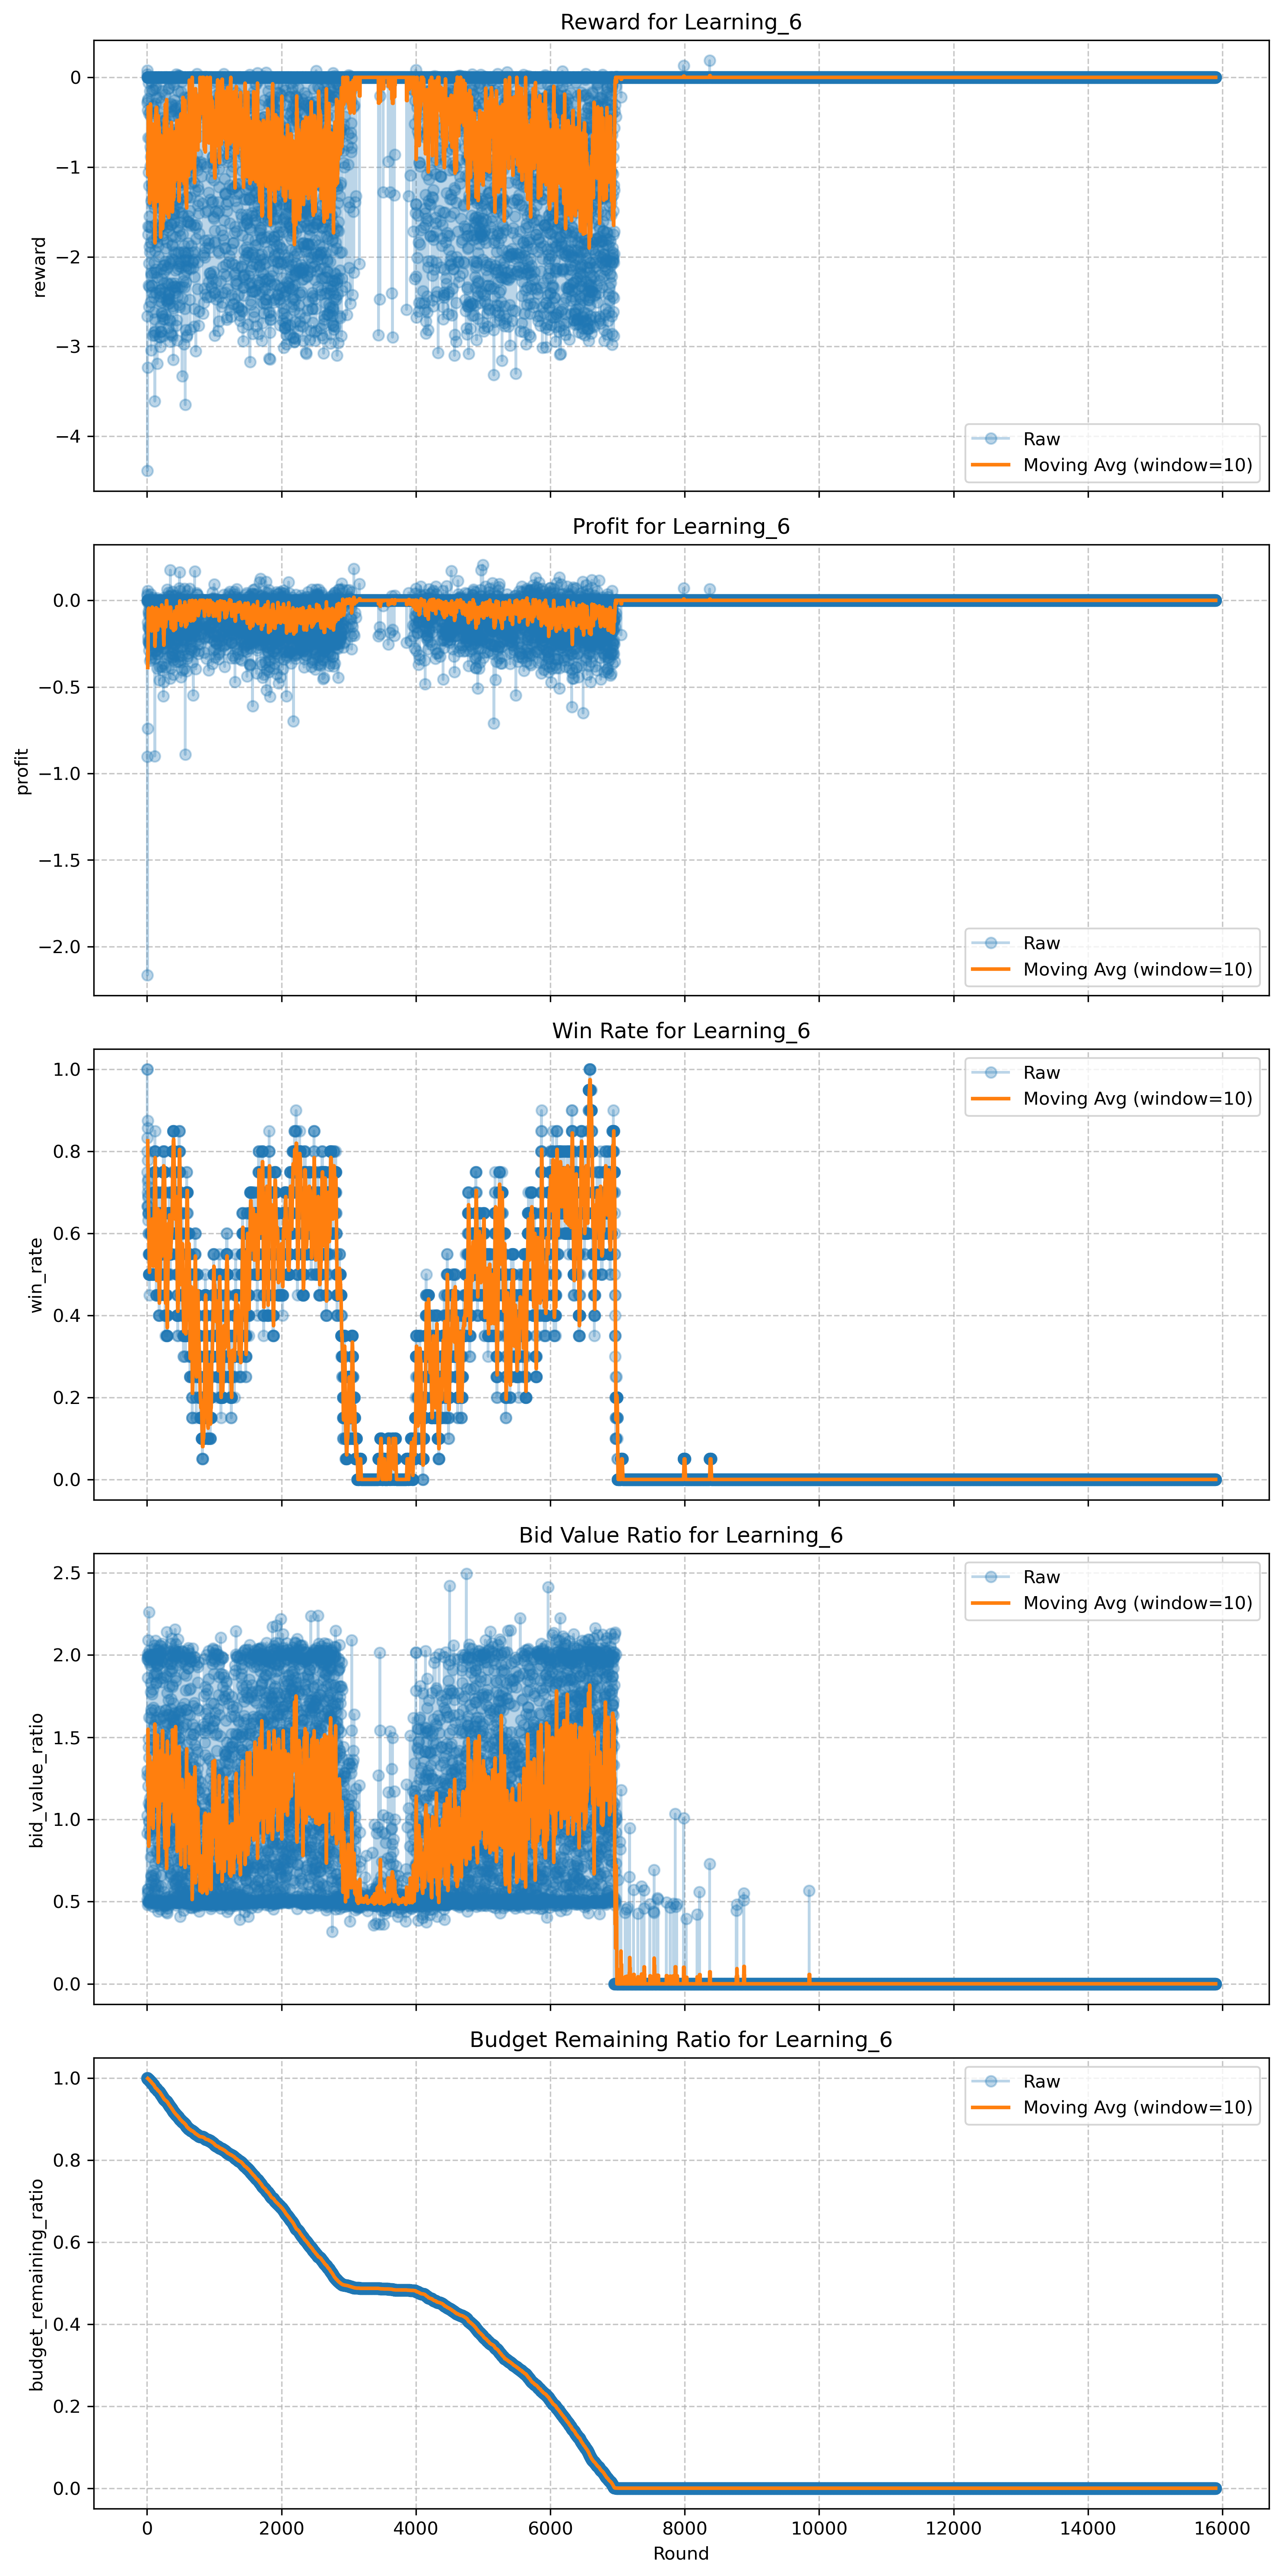 Reward for Learning_6
0
−1
−2
−3
−4
reward
Raw
Moving Avg (window=10)
Profit for Learning_6
0.0
−0.5
−1.0
−1.5
−2.0
profit
Raw
Moving Avg (window=10)
Win Rate for Learning_6
1.0
0.8
0.6
0.4
0.2
0.0
win_rate
Raw
Moving Avg (window=10)
Bid Value Ratio for Learning_6
2.5
2.0
1.5
1.0
0.5
0.0
bid_value_ratio
Raw
Moving Avg (window=10)
Budget Remaining Ratio for Learning_6
1.0
0.8
0.6
0.4
0.2
0.0
budget_remaining_ratio
Raw
Moving Avg (window=10)
0 2000 4000 6000 8000 10000 12000 14000 16000
Round